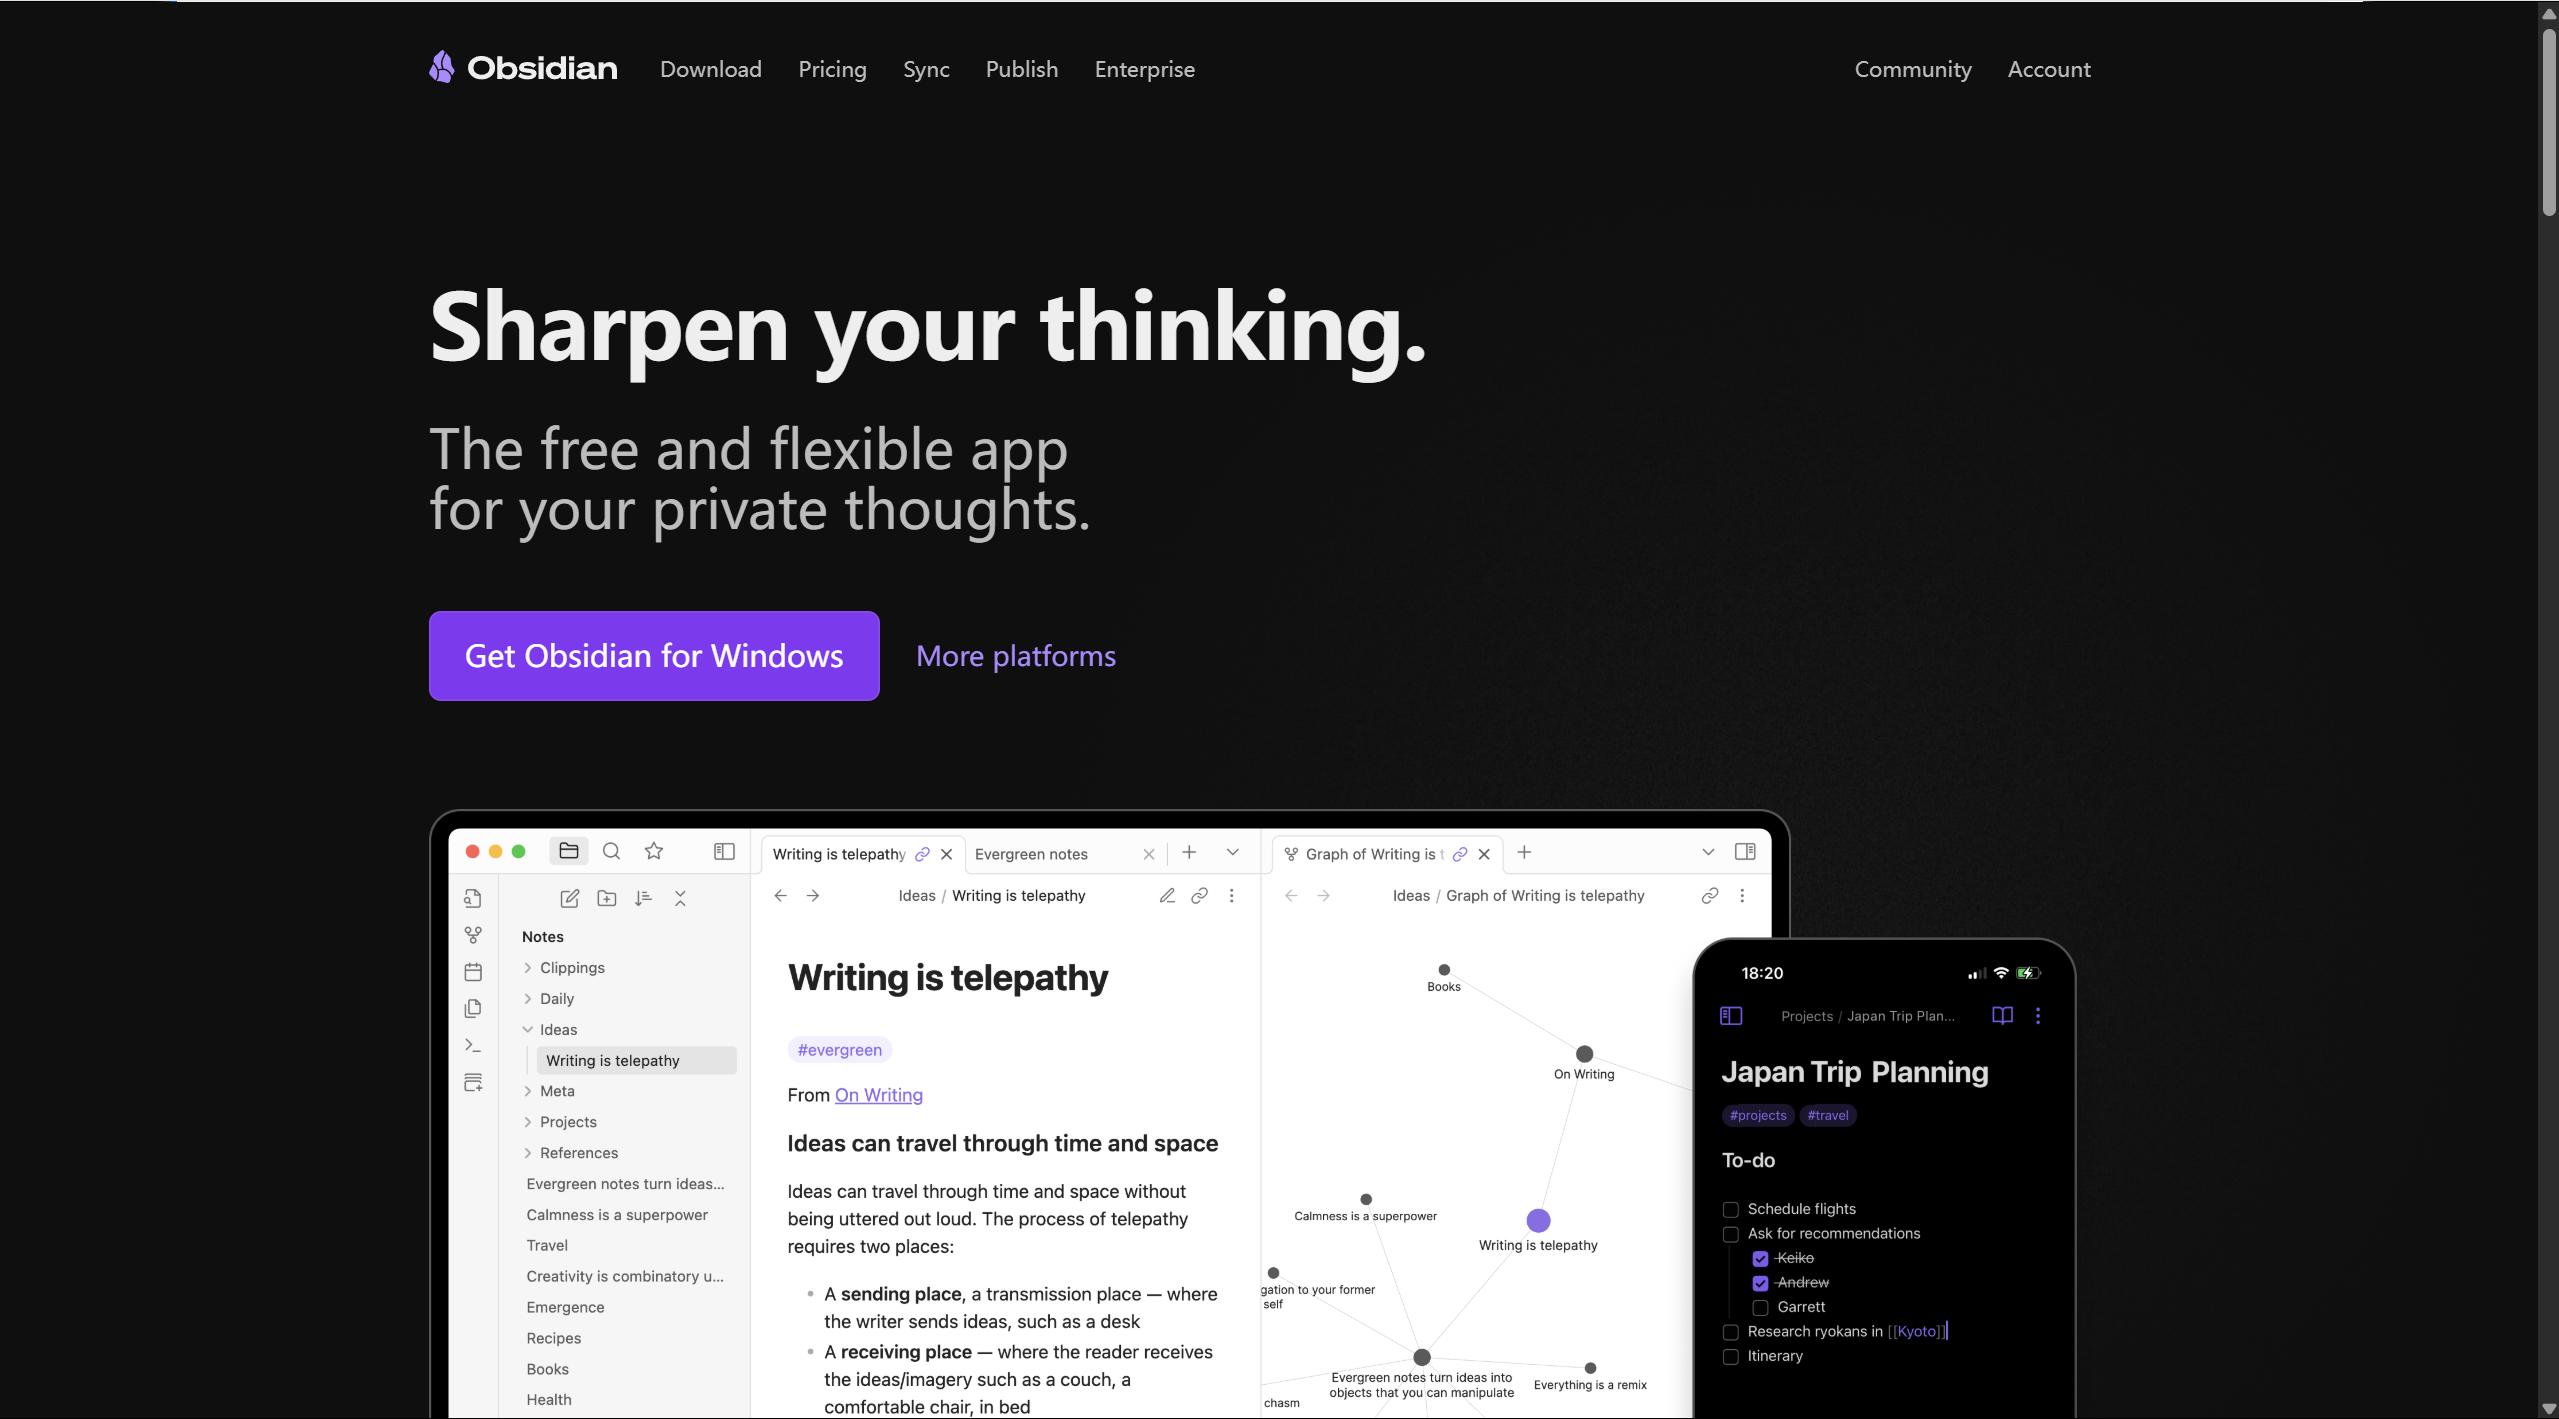 Obsidian
Download
Pricing
Sync
Publish
Enterprise
Community
Account
Sharpen your thinking.
The free and flexible app
for your private thoughts.
Get Obsidian for Windows
More platforms
Writing is telepathy
Evergreen notes
Graph of Writing is t
Notes
Clippings
Daily
Ideas
Writing is telepathy
Meta
Projects
References
Evergreen notes turn ideas...
Calmness is a superpower
Travel
Creativity is combinatory u...
Emergence
Recipes
Books
Health
Ideas / Writing is telepathy
Writing is telepathy
#evergreen
From On Writing
Ideas can travel through time and space
Ideas can travel through time and space without
being uttered out loud. The process of telepathy
requires two places:
• A sending place, a transmission place — where
the writer sends ideas, such as a desk
• A receiving place — where the reader receives
the ideas/imagery such as a couch, a
comfortable chair, in bed
Ideas / Graph of Writing is telepathy
Books
On Writing
Calmness is a superpower
Writing is telepathy
gation to your former
self
Evergreen notes turn ideas into
objects that you can manipulate
Everything is a remix
chasm
18:20
Projects / Japan Trip Plan...
Japan Trip Planning
#projects #travel
To-do
Schedule flights
Ask for recommendations
Keiko
Andrew
Garrett
Research ryokans in [[Kyoto]]
Itinerary